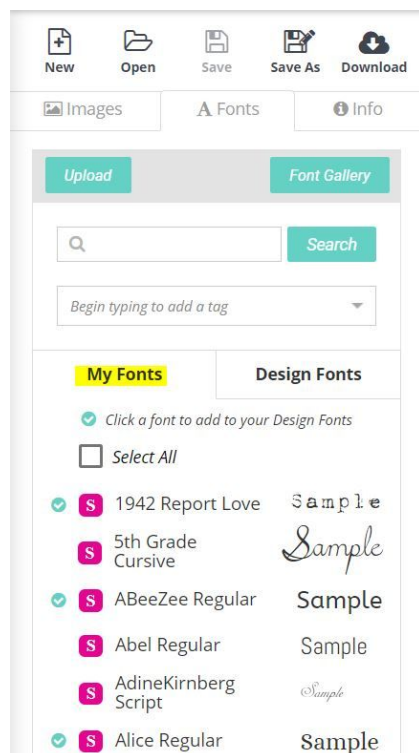 New Open Save Save As Download
Images A Fonts Info
Upload Font Gallery
Search
Begin typing to add a tag
My Fonts Design Fonts
Click a font to add to your Design Fonts
Select All
S 1942 Report Love Sample
S 5th Grade
Cursive Sample
S ABeeZee Regular Sample
S Abel Regular Sample
S AdineKirnberg
Script Sample
S Alice Regular Sample